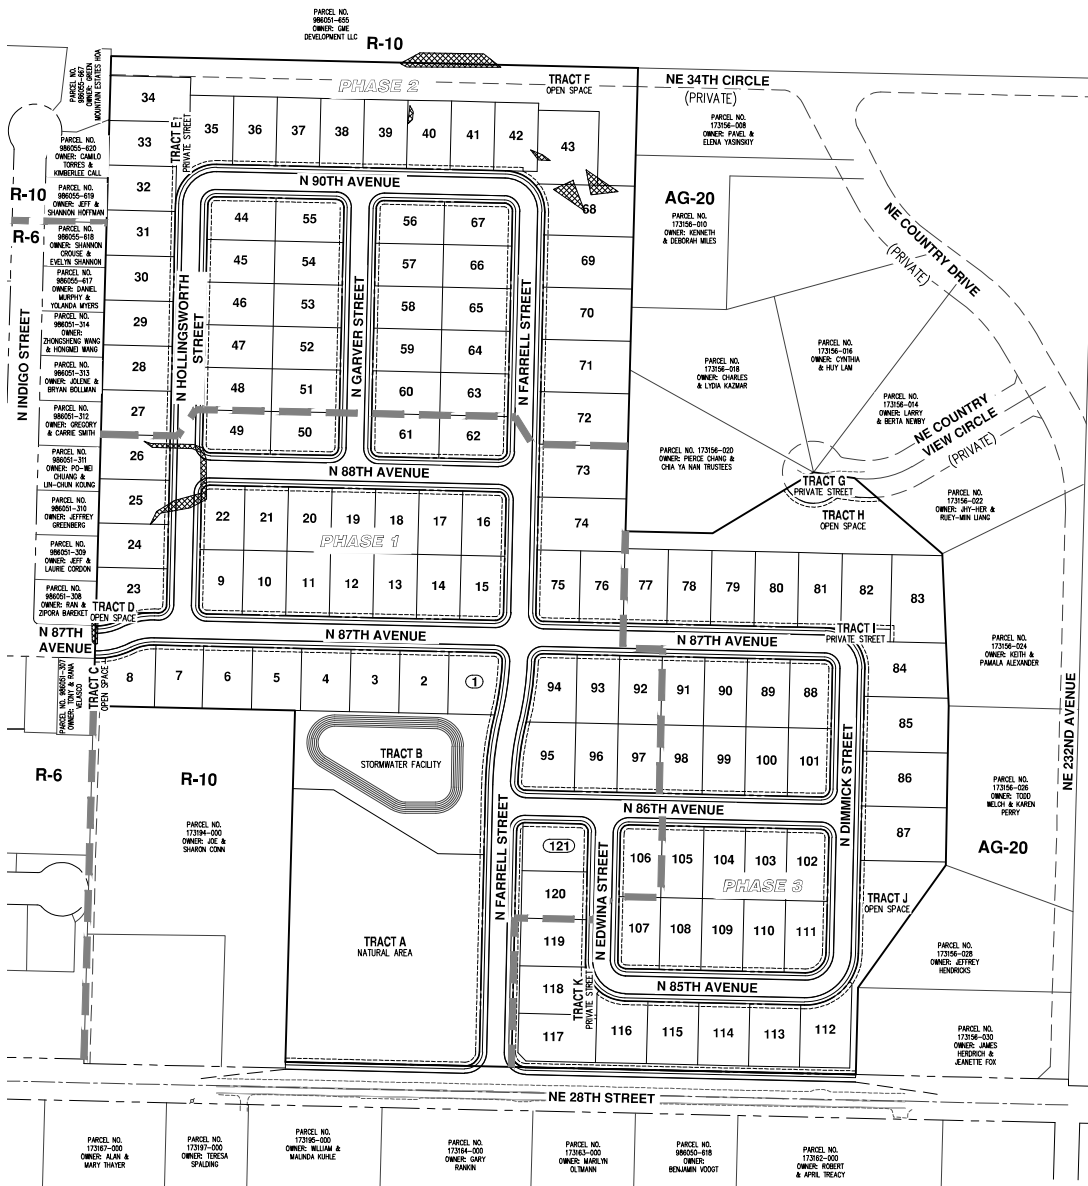 PARCEL NO.
986051-655
OWNER: GME
DEVELOPMENT LLC
R-10
PARCEL NO.
986055-667
OWNER: GREEN
MOUNTAIN ESTATES HOA
PHASE 2
TRACT F
OPEN SPACE
NE 34TH CIRCLE
(PRIVATE)
34
33
32
31
30
29
28
27
26
25
24
23
TRACT E
PRIVATE STREET
35
36
37
38
39
40
41
42
43
PARCEL NO.
173156-008
OWNER: PAVEL &
ELENA YASINSKIY
PARCEL NO.
986055-620
OWNER: CAMILO
TORRES &
KIMBERLEE CALL
PARCEL NO.
986055-619
OWNER: JEFF &
SHANNON HOFFMAN
R-10
R-6
PARCEL NO.
986055-618
OWNER: SHANNON
CROUSE &
EVELYN SHANNON
PARCEL NO.
986055-617
OWNER: DANIEL
MURPHY &
YOLANDA MYERS
PARCEL NO.
986051-314
OWNER:
ZHONGSHENG WANG
& HONGMEI WANG
PARCEL NO.
986051-313
OWNER: JOLENE &
BRYAN BOLLMAN
PARCEL NO.
986051-312
OWNER: GREGORY
& CARRIE SMITH
PARCEL NO.
986051-311
OWNER: PO-WEI
CHUANG &
LIN-CHUN KOUNG
PARCEL NO.
986051-310
OWNER: JEFFREY
GREENBERG
PARCEL NO.
986051-309
OWNER: JEFF &
LAURIE CORDON
PARCEL NO.
986051-308
OWNER: RAN &
ZIPORA BAREKET
N INDIGO STREET
N 90TH AVENUE
N HOLLINGSWORTH
STREET
N GARVER STREET
N FARRELL STREET
44
55
45
54
46
53
47
52
48
51
49
50
56
67
57
66
58
65
59
64
60
63
61
62
68
69
70
71
72
73
74
AG-20
PARCEL NO.
173156-010
OWNER: KENNETH
& DEBORAH MILES
NE COUNTRY DRIVE
(PRIVATE)
PARCEL NO.
173156-016
OWNER: CYNTHIA
& HUY LAM
PARCEL NO.
173156-018
OWNER: CHARLES
& LYDIA KAZMAR
PARCEL NO.
173156-014
OWNER: LARRY
& BERTA NEWBY
NE COUNTRY
VIEW CIRCLE
(PRIVATE)
PARCEL NO. 173156-020
OWNER: PIERCE CHANG &
CHIA YA NAN TRUSTEES
TRACT G
PRIVATE STREET
TRACT H
OPEN SPACE
PARCEL NO.
173156-022
OWNER: JHY-HER &
RUEY-MIN LIANG
N 88TH AVENUE
22
21
20
19
18
17
16
PHASE 1
9
10
11
12
13
14
15
75
76
77
78
79
80
81
82
83
TRACT D
OPEN SPACE
N 87TH
AVENUE
N 87TH AVENUE
N 87TH AVENUE
TRACT I
PRIVATE STREET
PARCEL NO. 986051-307
OWNER: TONY & RANA
VELASCO
TRACT C
OPEN SPACE
8
7
6
5
4
3
2
1
94
93
92
91
90
89
88
95
96
97
98
99
100
101
84
85
86
87
PARCEL NO.
173156-024
OWNER: KEITH &
PAMALA ALEXANDER
NE 232ND AVENUE
TRACT B
STORMWATER FACILITY
R-6
R-10
PARCEL NO.
173194-000
OWNER: JOE &
SHARON CONN
N 86TH AVENUE
N DIMMICK STREET
N FARRELL STREET
N EDWINA STREET
PARCEL NO.
173156-026
OWNER: TODD
WELCH & KAREN
PERRY
AG-20
121
120
119
118
117
106
105
104
103
102
PHASE 3
107
108
109
110
111
TRACT J
OPEN SPACE
TRACT A
NATURAL AREA
PARCEL NO.
173156-028
OWNER: JEFFREY
HENDRICKS
N 85TH AVENUE
TRACT K
PRIVATE STREET
116
115
114
113
112
PARCEL NO.
173156-030
OWNER: JAMES
HERDRICH &
JEANETTE FOX
NE 28TH STREET
PARCEL NO.
173167-000
OWNER: ALAN &
MARY THAYER
PARCEL NO.
173197-000
OWNER: TERESA
SPALDING
PARCEL NO.
173195-000
OWNER: WILLIAM &
MALINDA KUHLE
PARCEL NO.
173164-000
OWNER: GARY
RANKIN
PARCEL NO.
173163-000
OWNER: MARILYN
OLTMANN
PARCEL NO.
986050-618
OWNER:
BENJAMIN VOOGT
PARCEL NO.
173162-000
OWNER: ROBERT
& APRIL TREACY